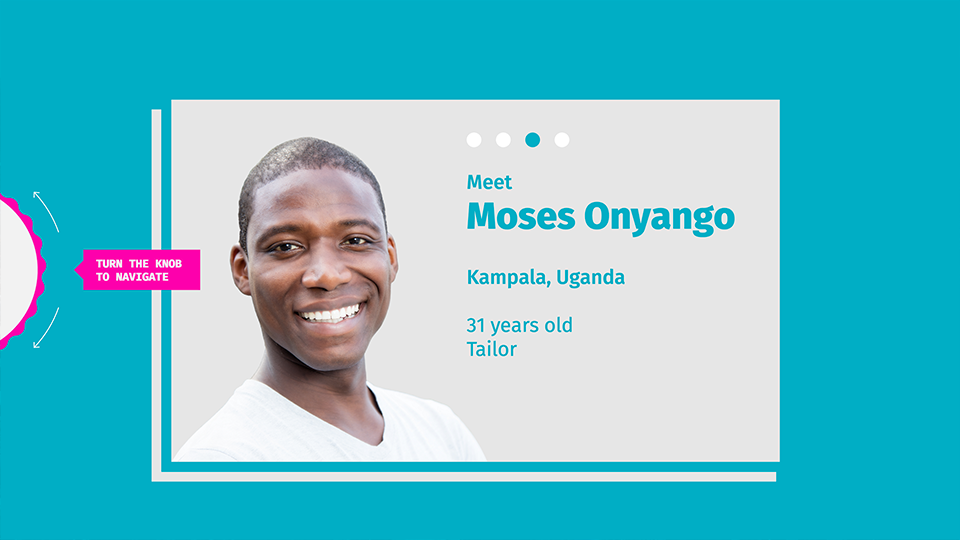 TURN THE KNOB
TO NAVIGATE
Meet
Moses Onyango
Kampala, Uganda
31 years old
Tailor